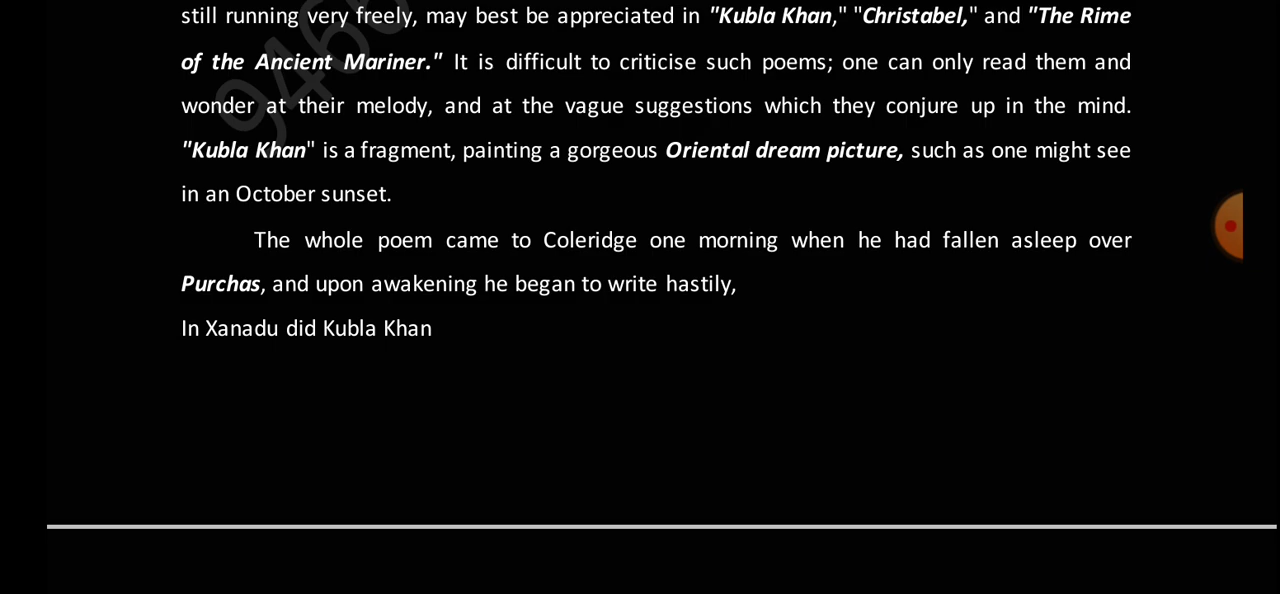 still running very freely, may best be appreciated in "Kubla Khan," "Christabel," and "The Rime
of the Ancient Mariner." It is difficult to criticise such poems; one can only read them and
wonder at their melody, and at the vague suggestions which they conjure up in the mind.
"Kubla Khan" is a fragment, painting a gorgeous Oriental dream picture, such as one might see
in an October sunset.
The whole poem came to Coleridge one morning when he had fallen asleep over
Purchas, and upon awakening he began to write hastily,
In Xanadu did Kubla Khan